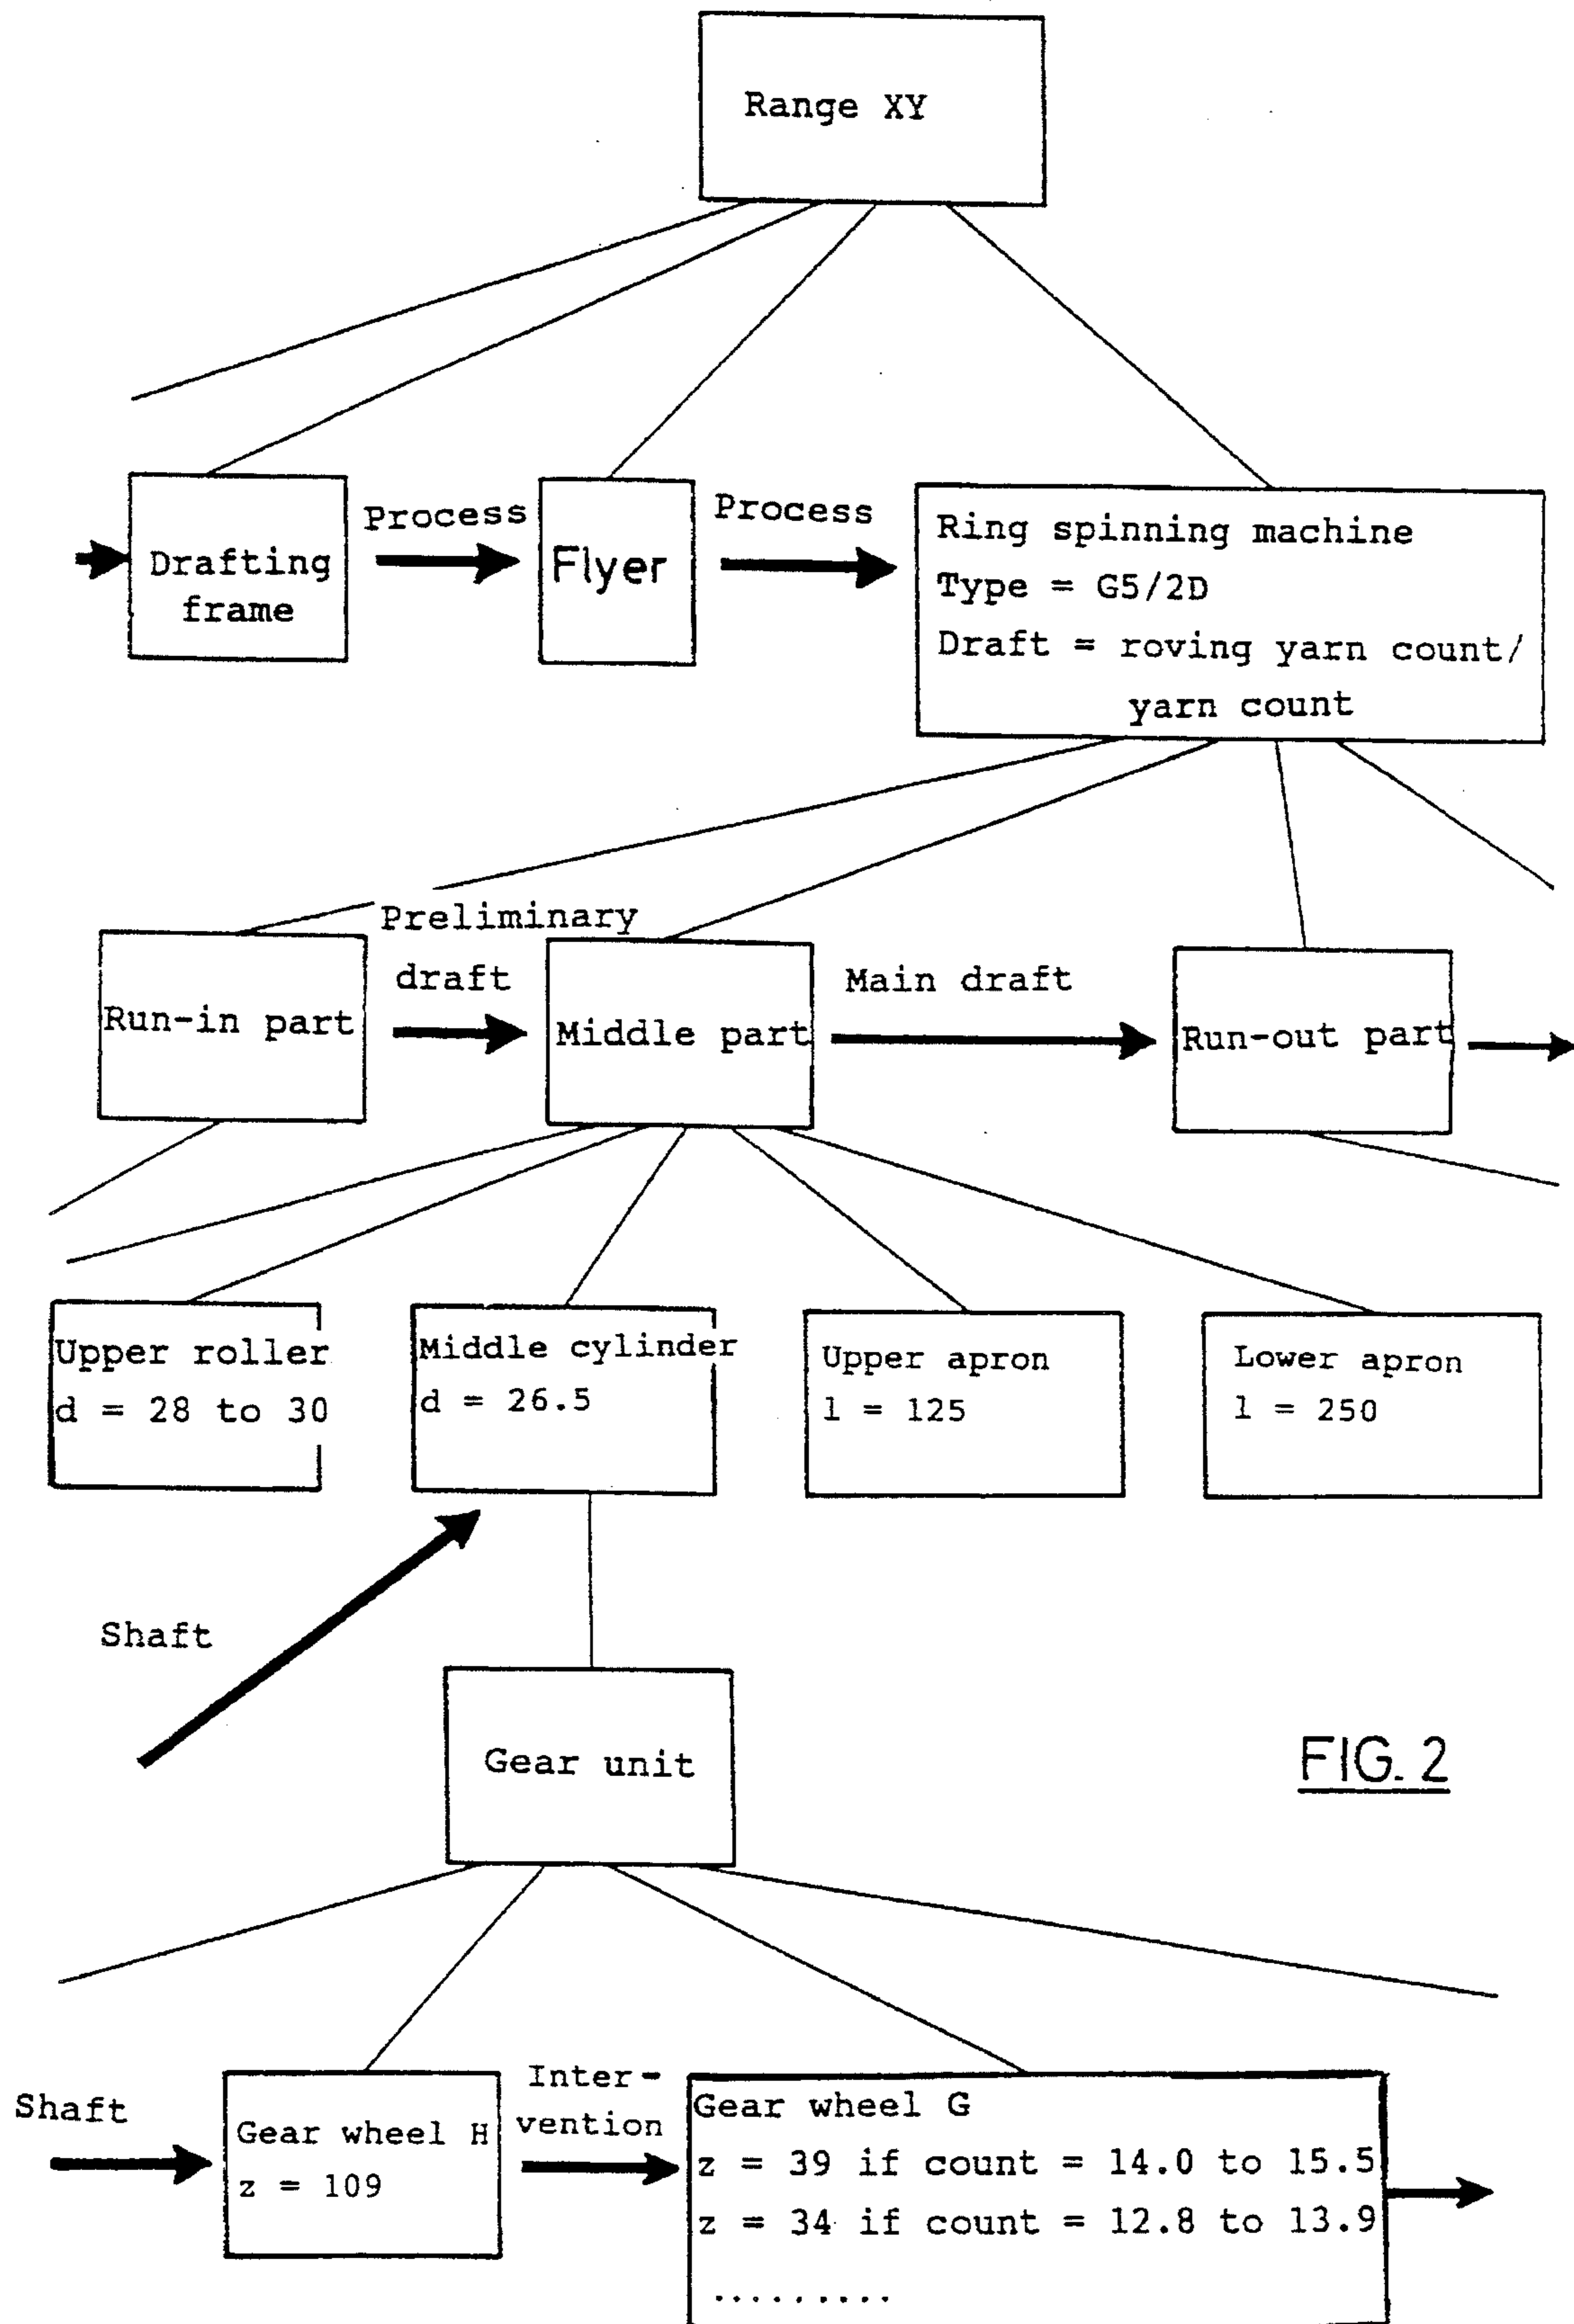 Range XY
Process
Process
Drafting
frame
Flyer
Ring spinning machine
Type = G5/2D
Draft = roving yarn count/
yarn count
Preliminary
draft
Main draft
Run-in part
Middle part
Run-out part
Upper roller
d = 28 to 30
Middle cylinder
d = 26.5
Upper apron
l = 125
Lower apron
l = 250
Shaft
Gear unit
FIG. 2
Shaft
Gear wheel H
z = 109
Inter-
vention
Gear wheel G
z = 39 if count = 14.0 to 15.5
z = 34 if count = 12.8 to 13.9
.........